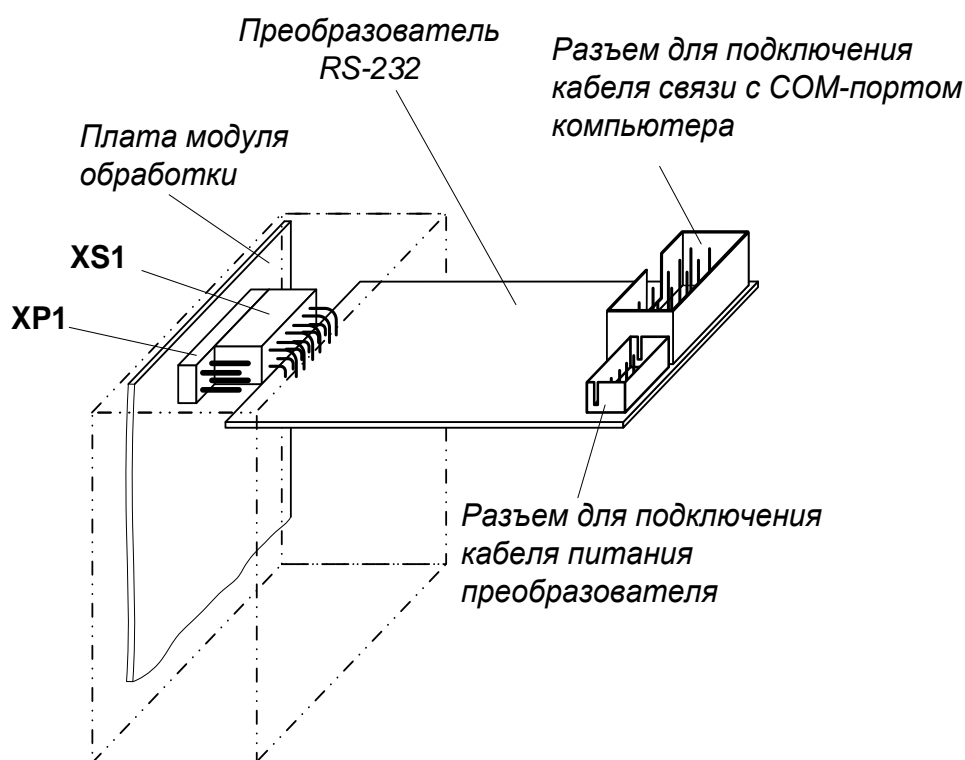 Преобразователь
RS-232
Разъем для подключения
кабеля связи с COM-портом
компьютера
Плата модуля
обработки
XS1
XP1
Разъем для подключения
кабеля питания
преобразователя